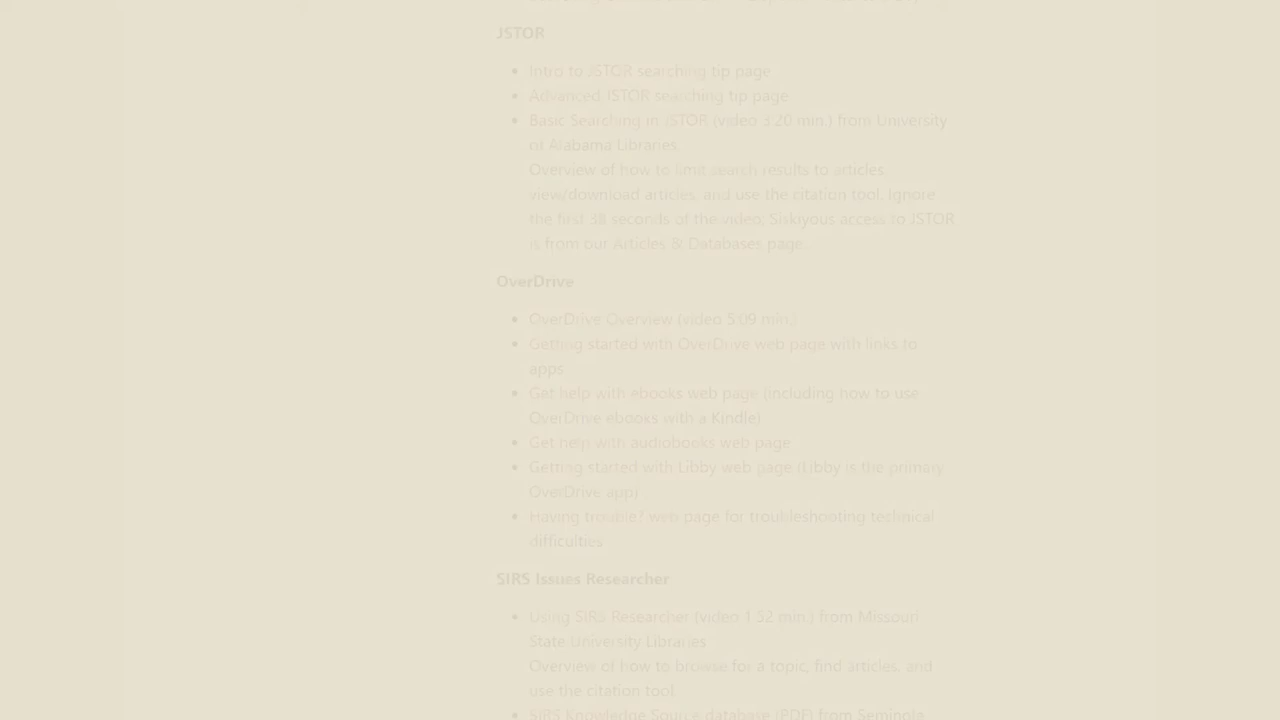 JSTOR
Intro to JSTOR searching tip page
Advanced JSTOR searching tip page
Basic Searching in JSTOR (video 3:20 min.) from University
of Alabama Libraries
Overview of how to limit search results to articles
view/download articles, and use the citation tool. Ignore
the first 38 seconds of the video; Siskiyous access to JSTOR
is from our Articles & Databases page.
OverDrive
OverDrive Overview (video 5:09 min.)
Getting started with OverDrive web page with links to
apps
Get help with ebooks web page (including how to use
OverDrive ebooks with a Kindle)
Get help with audiobooks web page
Getting started with Libby web page (Libby is the primary
OverDrive app)
Having trouble? web page for troubleshooting technical
difficulties
SIRS Issues Researcher
Using SIRS Researcher (video 1:52 min.) from Missouri
State University Libraries
Overview of how to browse for a topic, find articles, and
use the citation tool
SIRS Knowledge Source database (PDF) from Seminole